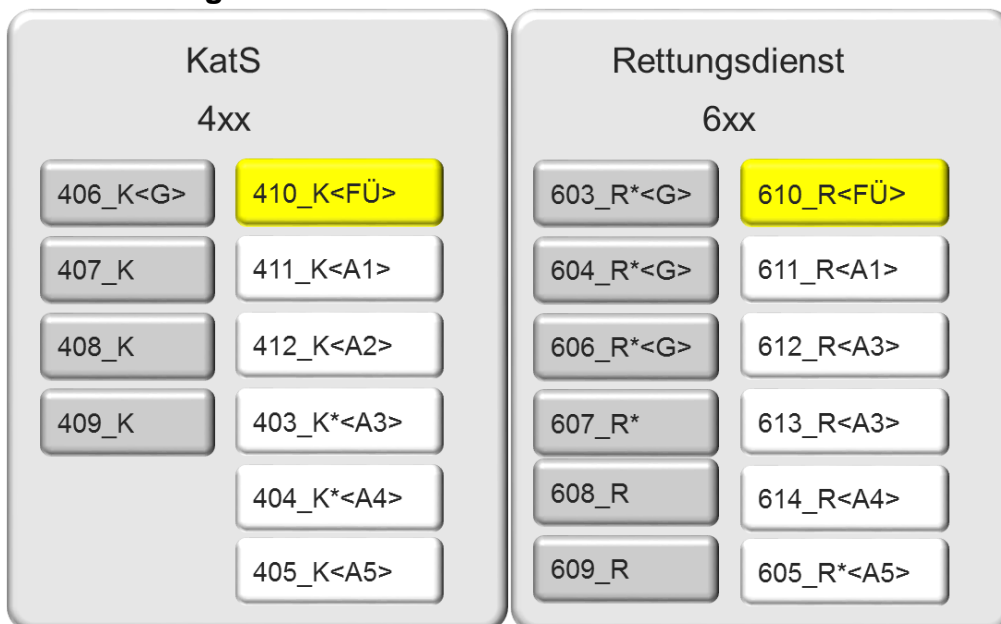 KatS
4xx
406_K<G>
407_K
408_K
409_K
410_K<FÜ>
411_K<A1>
412_K<A2>
403_K*<A3>
404_K*<A4>
405_K<A5>
Rettungsdienst
6xx
603_R*<G>
604_R*<G>
606_R*<G>
607_R*
608_R
609_R
610_R<FÜ>
611_R<A1>
612_R<A3>
613_R<A3>
614_R<A4>
605_R*<A5>